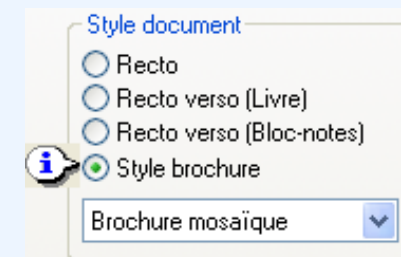 Style document
Recto
Recto verso (Livre)
Recto verso (Bloc-notes)
Style brochure
Brochure mosaïque